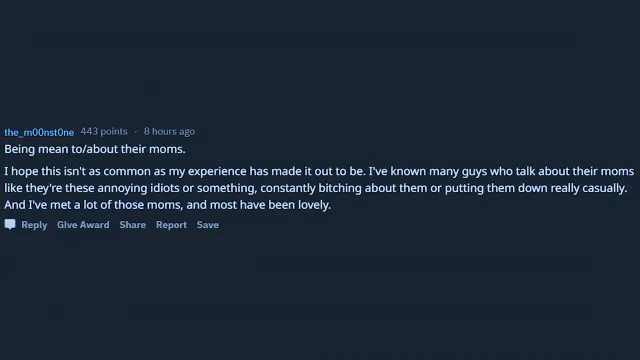 the_m00nst0ne 443 points · 8 hours ago
Being mean to/about their moms.
I hope this isn't as common as my experience has made it out to be. I've known many guys who talk about their moms
like they're these annoying idiots or something, constantly bitching about them or putting them down really casually.
And I've met a lot of those moms, and most have been lovely.
Reply Give Award Share Report Save